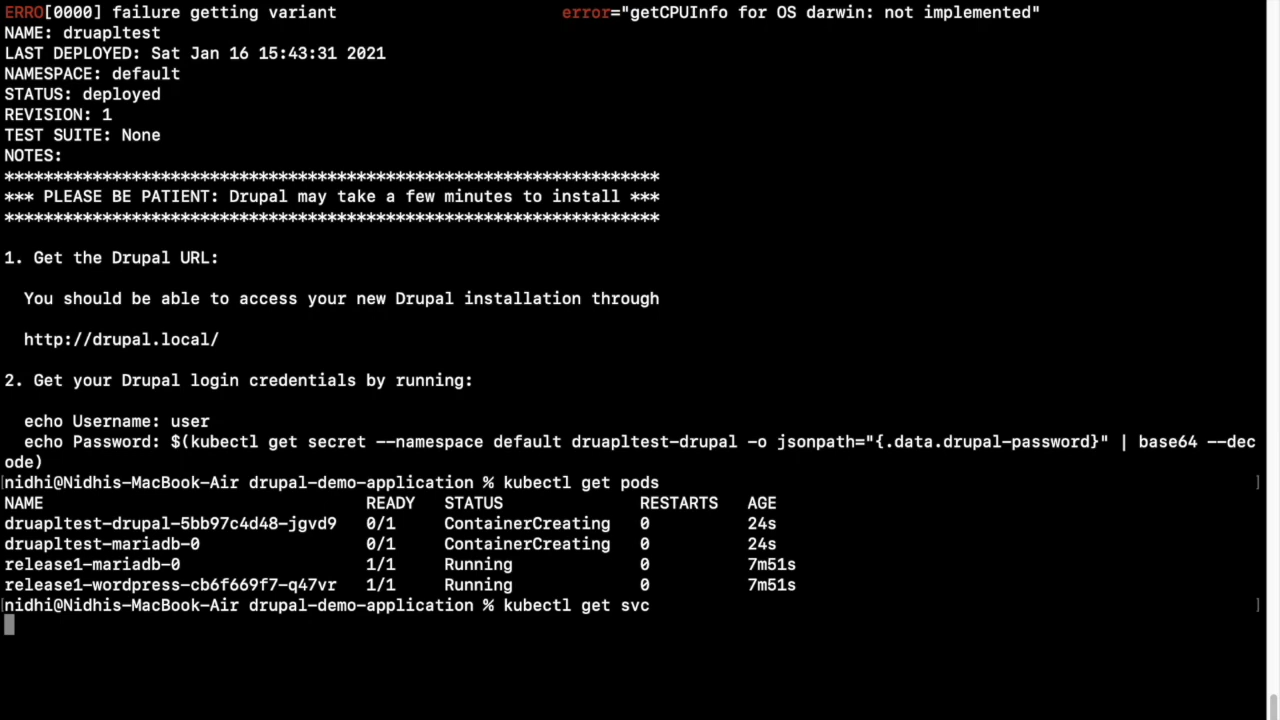 ERRO[0000] failure getting variant error="getCPUInfo for OS darwin: not implemented"
NAME: druapltest
LAST DEPLOYED: Sat Jan 16 15:43:31 2021
NAMESPACE: default
STATUS: deployed
REVISION: 1
TEST SUITE: None
NOTES:
*******************************************************************
*** PLEASE BE PATIENT: Drupal may take a few minutes to install ***
*******************************************************************
1. Get the Drupal URL:
You should be able to access your new Drupal installation through
http://drupal.local/
2. Get your Drupal login credentials by running:
echo Username: user
echo Password: $(kubectl get secret --namespace default druapltest-drupal -o jsonpath="{.data.drupal-password}" | base64 --dec
ode)
[nidhi@Nidhis-MacBook-Air drupal-demo-application % kubectl get pods ]
NAME READY STATUS RESTARTS AGE
druapltest-drupal-5bb97c4d48-jgvd9 0/1 ContainerCreating 0 24s
druapltest-mariadb-0 0/1 ContainerCreating 0 24s
release1-mariadb-0 1/1 Running 0 7m51s
release1-wordpress-cb6f669f7-q47vr 1/1 Running 0 7m51s
[nidhi@Nidhis-MacBook-Air drupal-demo-application % kubectl get svc ]